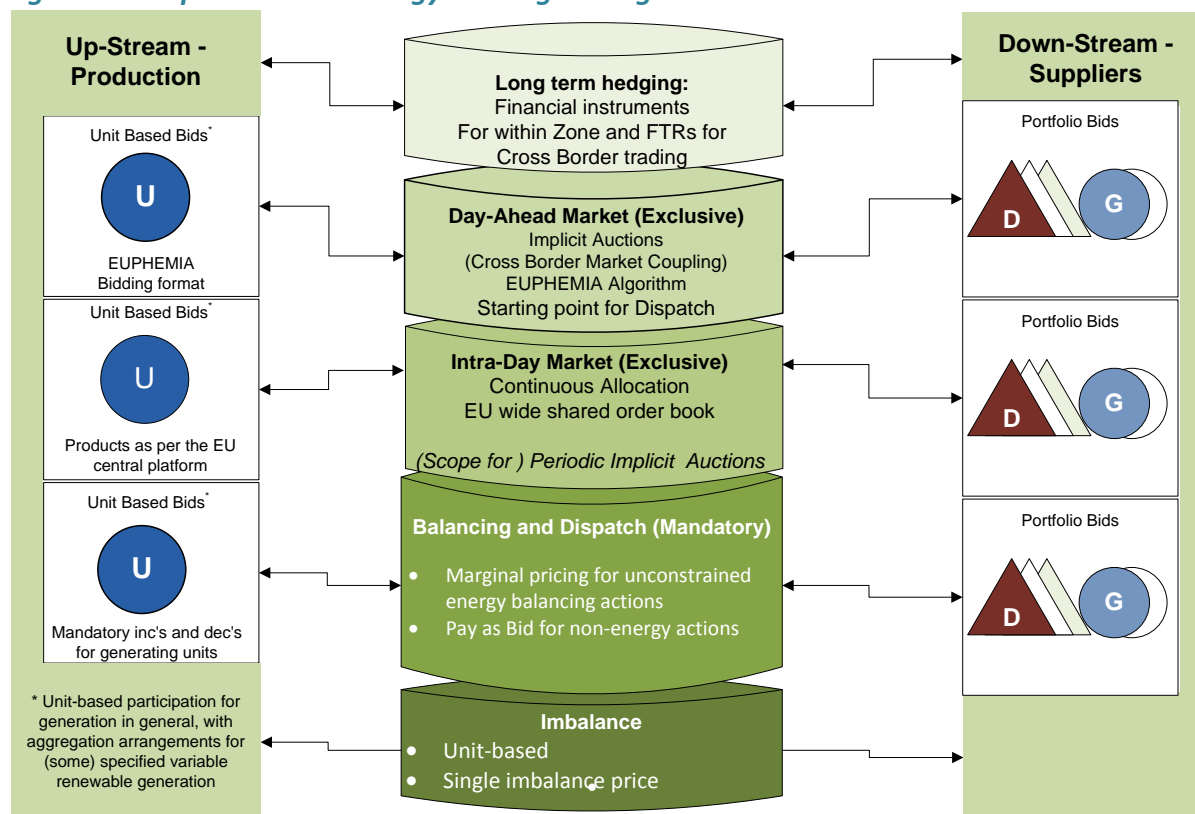 Up-Stream -
Production
Unit Based Bids*
U
EUPHEMIA
Bidding format
Unit Based Bids*
U
Products as per the EU
central platform
Unit Based Bids*
U
Mandatory inc's and dec's
for generating units
* Unit-based participation for
generation in general, with
aggregation arrangements for
(some) specified variable
renewable generation
Long term hedging:
Financial instruments
For within Zone and FTRs for
Cross Border trading
Day-Ahead Market (Exclusive)
Implicit Auctions
(Cross Border Market Coupling)
EUPHEMIA Algorithm
Starting point for Dispatch
Intra-Day Market (Exclusive)
Continuous Allocation
EU wide shared order book
(Scope for ) Periodic Implicit Auctions
Balancing and Dispatch (Mandatory)
• Marginal pricing for unconstrained
energy balancing actions
• Pay as Bid for non-energy actions
Imbalance
• Unit-based
• Single imbalance price
Down-Stream -
Suppliers
Portfolio Bids
D G
Portfolio Bids
D G
Portfolio Bids
D G